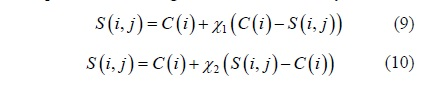 S(i, j) = C(i) + χ₁(C(i) − S(i, j)) (9)
S(i, j) = C(i) + χ₂(S(i, j) − C(i)) (10)